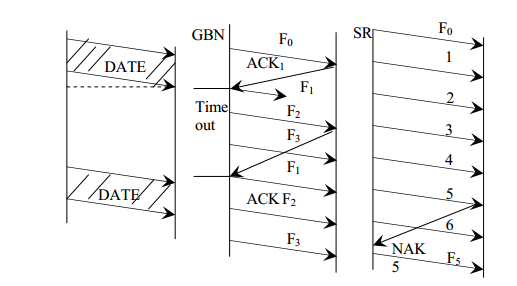 GBN
SR
F₀
F₀
DATE
ACK₁
1
F₁
2
Time
out
F₂
F₃
3
F₁
4
DATE
ACK F₂
5
6
F₃
NAK
5
F₅